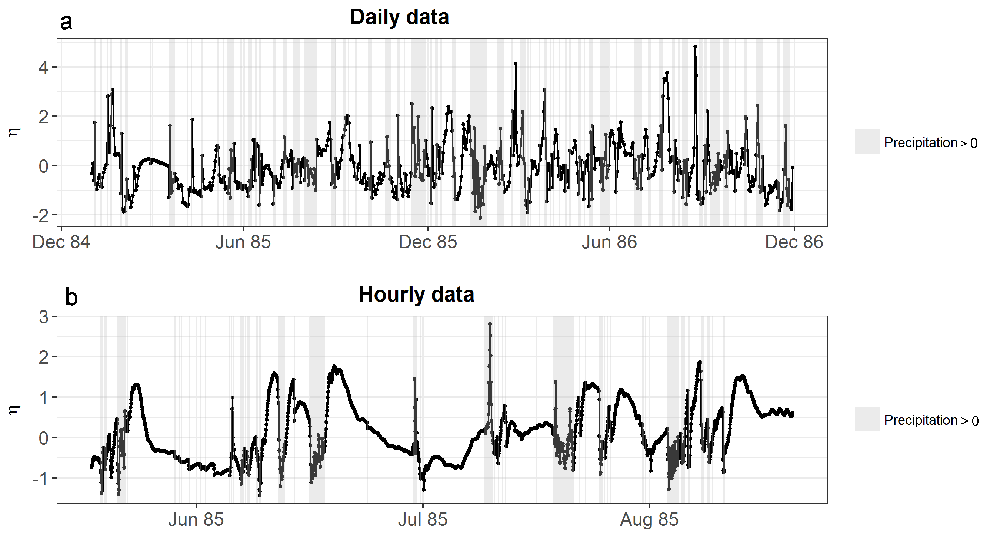 a
Daily data
4
2
0
-2
η
Dec 84
Jun 85
Dec 85
Jun 86
Dec 86
Precipitation > 0
b
Hourly data
3
2
1
0
-1
η
Jun 85
Jul 85
Aug 85
Precipitation > 0